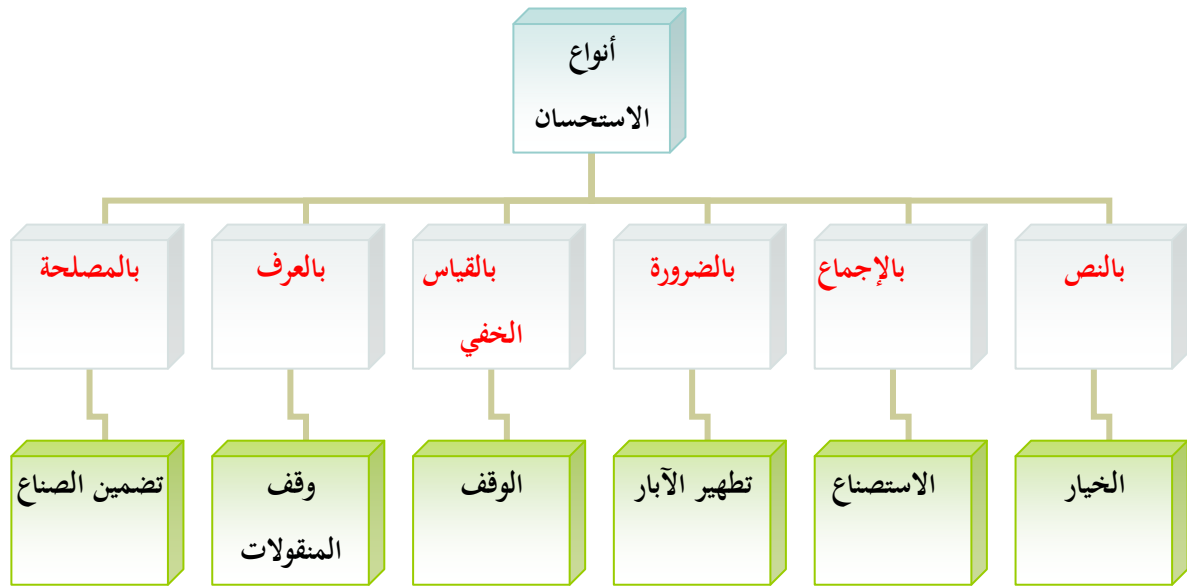 أنواع
الاستحسان
بالنص
بالإجماع
بالضرورة
بالقياس
الخفي
بالعرف
بالمصلحة
الخيار
الاستصناع
تطهير الآبار
الوقف
وقف
المنقولات
تضمين الصناع